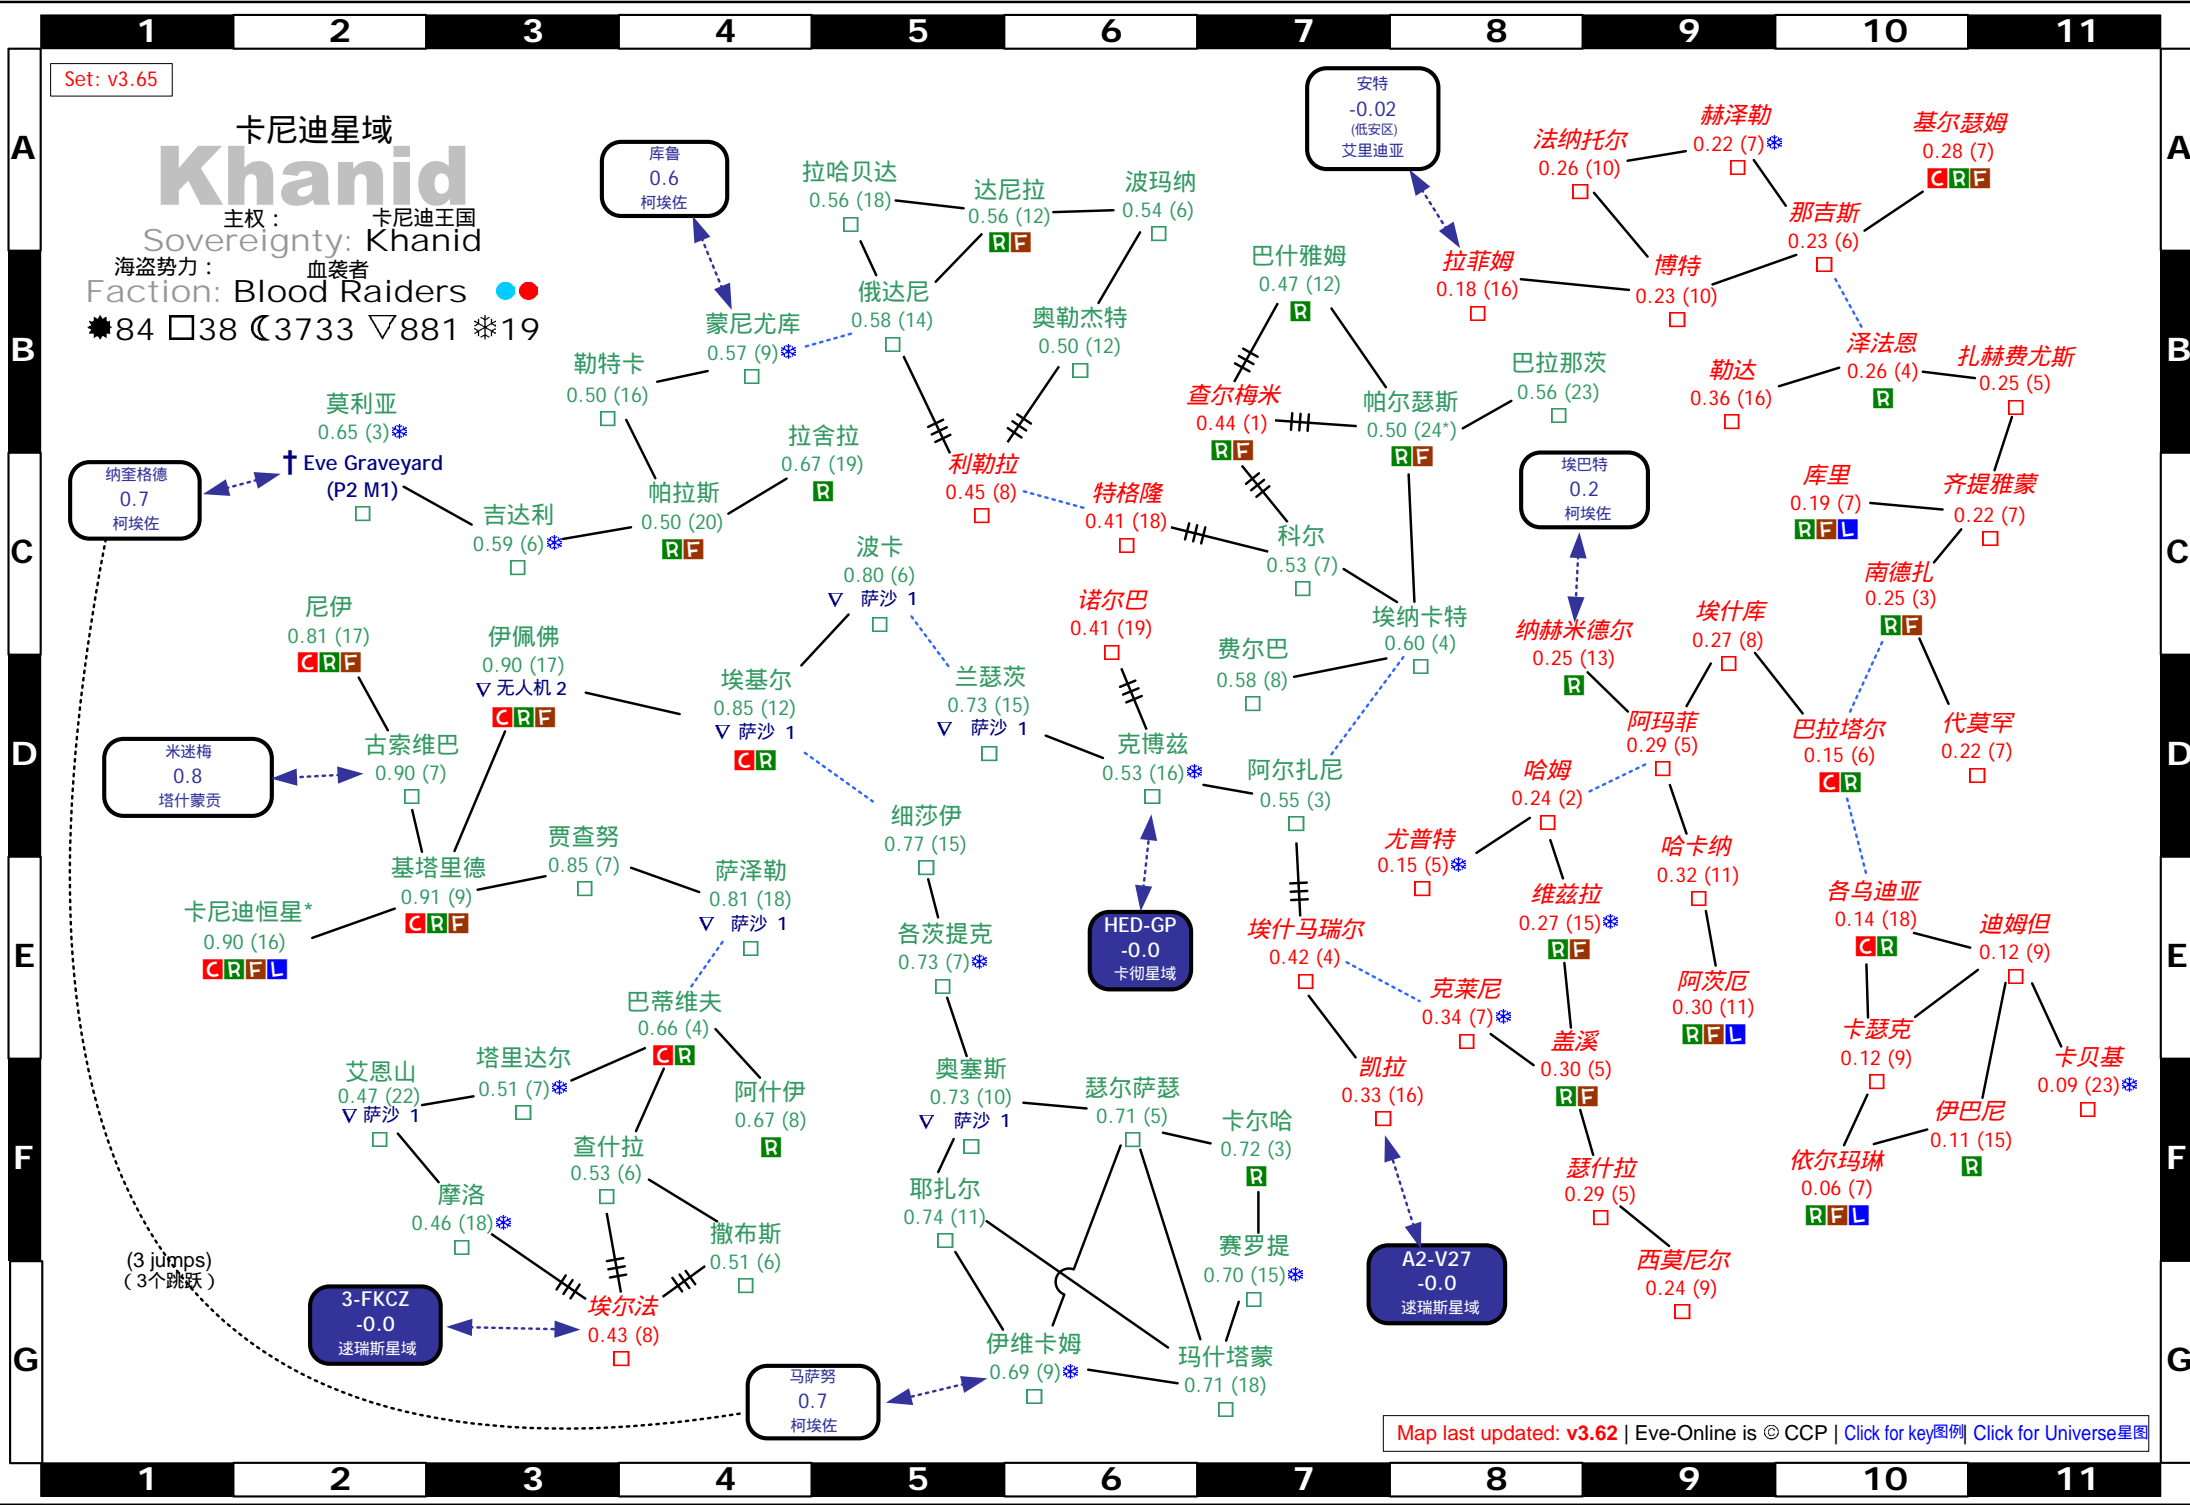 1 2 3 4 5 6 7 8 9 10 11
A A
B B
C C
D D
E E
F F
G G
Set: v3.65
卡尼迪星域
Khanid
主权： 卡尼迪王国
Sovereignty: Khanid
海盗势力： 血袭者
Faction: Blood Raiders
84 38 3733 881 19
库鲁
0.6
柯埃佐
安特
-0.02
(低安区)
艾里迪亚
拉哈贝达
0.56 (18)
达尼拉
0.56 (12)
R F
波玛纳
0.54 (6)
法纳托尔
0.26 (10)
赫泽勒
0.22 (7)
基尔瑟姆
0.28 (7)
C R F
那吉斯
0.23 (6)
巴什雅姆
0.47 (12)
R
拉菲姆
0.18 (16)
博特
0.23 (10)
俄达尼
0.58 (14)
蒙尼尤库
0.57 (9)
奥勒杰特
0.50 (12)
勒特卡
0.50 (16)
查尔梅米
0.44 (1)
R F
帕尔瑟斯
0.50 (24*)
R F
巴拉那茨
0.56 (23)
勒达
0.36 (16)
泽法恩
0.26 (4)
R
扎赫费尤斯
0.25 (5)
莫利亚
0.65 (3)
† Eve Graveyard
(P2 M1)
拉舍拉
0.67 (19)
R
纳奎格德
0.7
柯埃佐
吉达利
0.59 (6)
帕拉斯
0.50 (20)
R F
利勒拉
0.45 (8)
特格隆
0.41 (18)
科尔
0.53 (7)
埃巴特
0.2
柯埃佐
库里
0.19 (7)
R F L
齐提雅蒙
0.22 (7)
波卡
0.80 (6)
萨沙 1
南德扎
0.25 (3)
R F
尼伊
0.81 (17)
C R F
伊佩佛
0.90 (17)
无人机 2
C R F
诺尔巴
0.41 (19)
费尔巴
0.58 (8)
埃纳卡特
0.60 (4)
纳赫米德尔
0.25 (13)
R
埃什库
0.27 (8)
埃基尔
0.85 (12)
萨沙 1
C R
兰瑟茨
0.73 (15)
萨沙 1
米迷梅
0.8
塔什蒙贡
古索维巴
0.90 (7)
克博兹
0.53 (16)
阿尔扎尼
0.55 (3)
哈姆
0.24 (2)
阿玛菲
0.29 (5)
巴拉塔尔
0.15 (6)
C R
代莫罕
0.22 (7)
细莎伊
0.77 (15)
尤普特
0.15 (5)
哈卡纳
0.32 (11)
基塔里德
0.91 (9)
C R F
贾查努
0.85 (7)
萨泽勒
0.81 (18)
萨沙 1
卡尼迪恒星*
0.90 (16)
C R F L
各茨提克
0.73 (7)
HED-GP
-0.0
卡彻星域
埃什马瑞尔
0.42 (4)
维兹拉
0.27 (15)
R F
各乌迪亚
0.14 (18)
C R
迪姆但
0.12 (9)
巴蒂维夫
0.66 (4)
C R
克莱尼
0.34 (7)
阿茨厄
0.30 (11)
R F L
卡瑟克
0.12 (9)
艾恩山
0.47 (22)
萨沙 1
塔里达尔
0.51 (7)
阿什伊
0.67 (8)
R
奥塞斯
0.73 (10)
萨沙 1
瑟尔萨瑟
0.71 (5)
卡尔哈
0.72 (3)
R
凯拉
0.33 (16)
盖溪
0.30 (5)
R F
卡贝基
0.09 (23)
伊巴尼
0.11 (15)
R
查什拉
0.53 (6)
瑟什拉
0.29 (5)
依尔玛琳
0.06 (7)
R F L
摩洛
0.46 (18)
耶扎尔
0.74 (11)
撒布斯
0.51 (6)
赛罗提
0.70 (15)
A2-V27
-0.0
逑瑞斯星域
西莫尼尔
0.24 (9)
(3 jumps)
（3个跳跃）
3-FKCZ
-0.0
逑瑞斯星域
埃尔法
0.43 (8)
马萨努
0.7
柯埃佐
伊维卡姆
0.69 (9)
玛什塔蒙
0.71 (18)
Map last updated: v3.62 | Eve-Online is © CCP | Click for key图例| Click for Universe星图
1 2 3 4 5 6 7 8 9 10 11